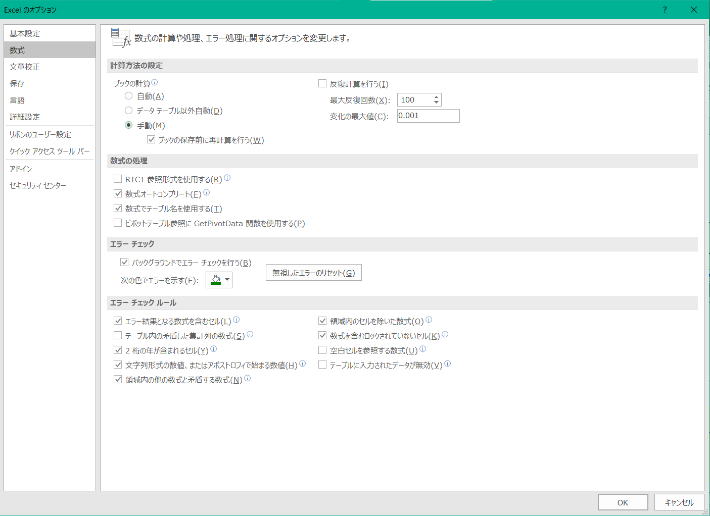 Excel のオプション
? ×
基本設定
数式
文章校正
保存
言語
詳細設定
リボンのユーザー設定
クイック アクセス ツール バー
アドイン
セキュリティ センター
数式の計算や処理、エラー処理に関するオプションを変更します。
計算方法の設定
ブックの計算
自動(A)
データ テーブル以外自動(D)
手動(M)
ブックの保存前に再計算を行う(W)
反復計算を行う(I)
最大反復回数(X): 100
変化の最大値(C): 0.001
数式の処理
R1C1 参照形式を使用する(R)
数式オートコンプリート(F)
数式でテーブル名を使用する(T)
ピボットテーブル参照に GetPivotData 関数を使用する(P)
エラー チェック
バックグラウンドでエラー チェックを行う(B)
次の色でエラーを示す(E):
無視したエラーのリセット(G)
エラー チェック ルール
エラー結果となる数式を含むセル(L)
テーブル内の矛盾した集計列の数式(S)
2 桁の年が含まれるセル(Y)
文字列形式の数値、またはアポストロフィで始まる数値(H)
領域内の他の数式と矛盾する数式(N)
領域内のセルを除いた数式(O)
数式を含むロックされていないセル(K)
空白セルを参照する数式(U)
テーブルに入力されたデータが無効(V)
OK
キャンセル